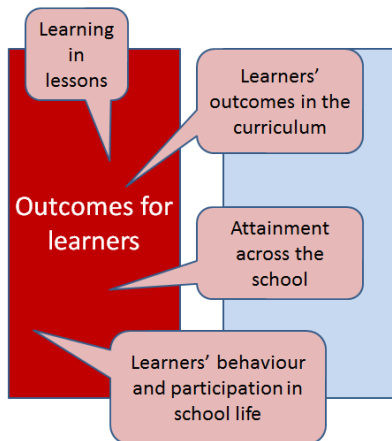 Learning
in
lessons
Learners’
outcomes in the
curriculum
Outcomes for
learners
Attainment
across the
school
Learners’ behaviour
and participation in
school life